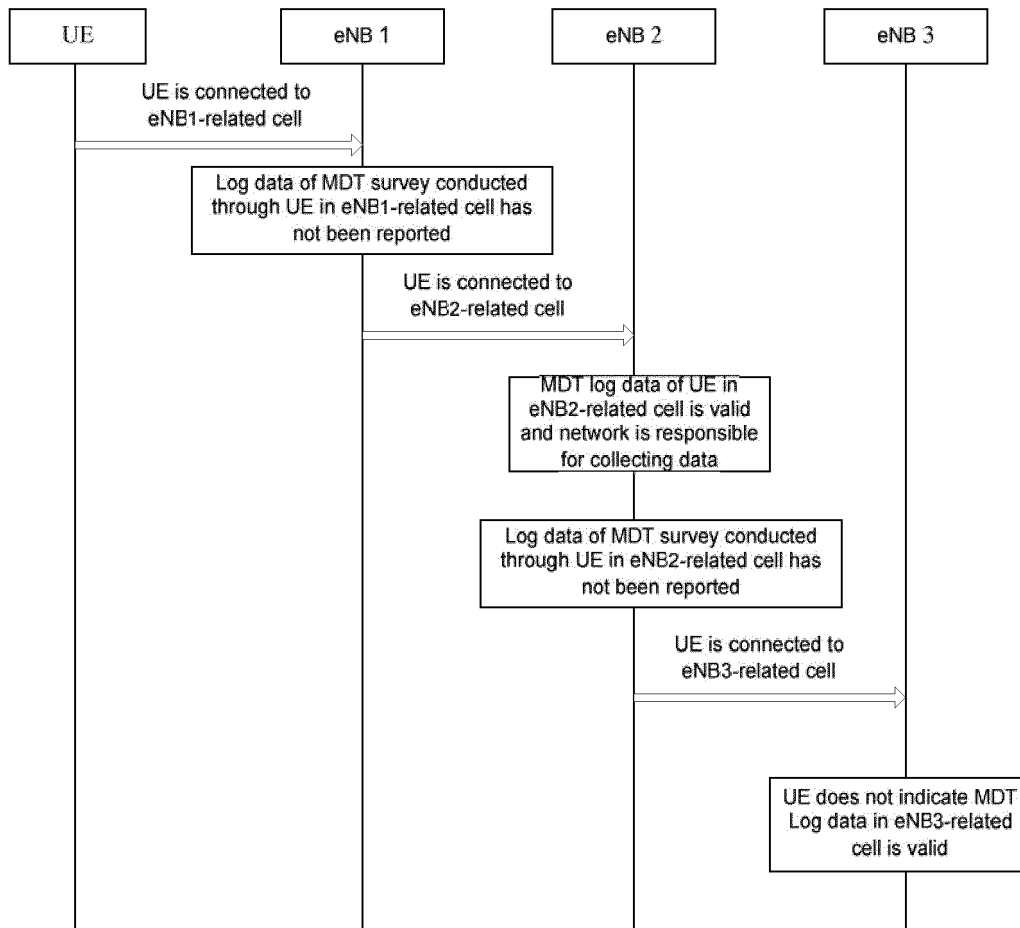 UE
eNB 1
eNB 2
eNB 3
UE is connected to
eNB1-related cell
Log data of MDT survey conducted
through UE in eNB1-related cell has
not been reported
UE is connected to
eNB2-related cell
MDT log data of UE in
eNB2-related cell is valid
and network is responsible
for collecting data
Log data of MDT survey conducted
through UE in eNB2-related cell has
not been reported
UE is connected to
eNB3-related cell
UE does not indicate MDT
Log data in eNB3-related
cell is valid